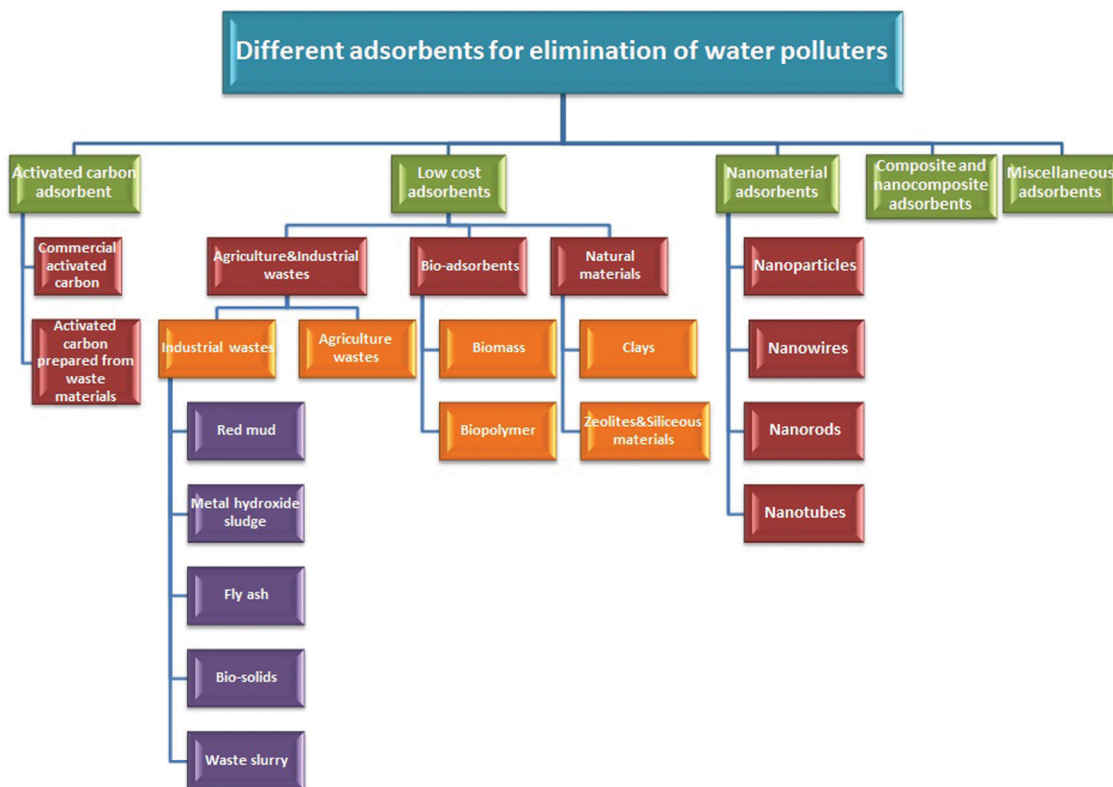 Different adsorbents for elimination of water polluters
Activated carbon
adsorbent
Low cost
adsorbents
Nanomaterial
adsorbents
Composite and
nanocomposite
adsorbents
Miscellaneous
adsorbents
Commercial
activated
carbon
Activated
carbon
prepared from
waste
materials
Agriculture&Industrial
wastes
Bio-adsorbents
Natural
materials
Industrial wastes
Agriculture
wastes
Biomass
Biopolymer
Clays
Zeolites&Siliceous
materials
Red mud
Metal hydroxide
sludge
Fly ash
Bio-solids
Waste slurry
Nanoparticles
Nanowires
Nanorods
Nanotubes